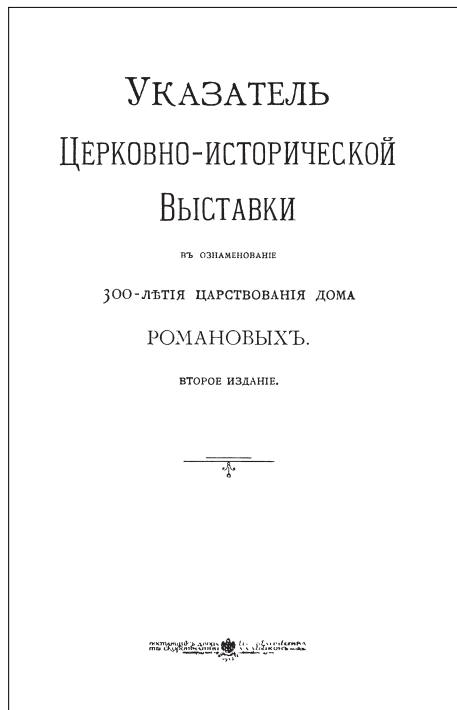 Указатель
Церковно-исторической
Выставки
въ ознаменованіе
300-лѣтія царствованія дома
Романовыхъ.
второе изданіе.